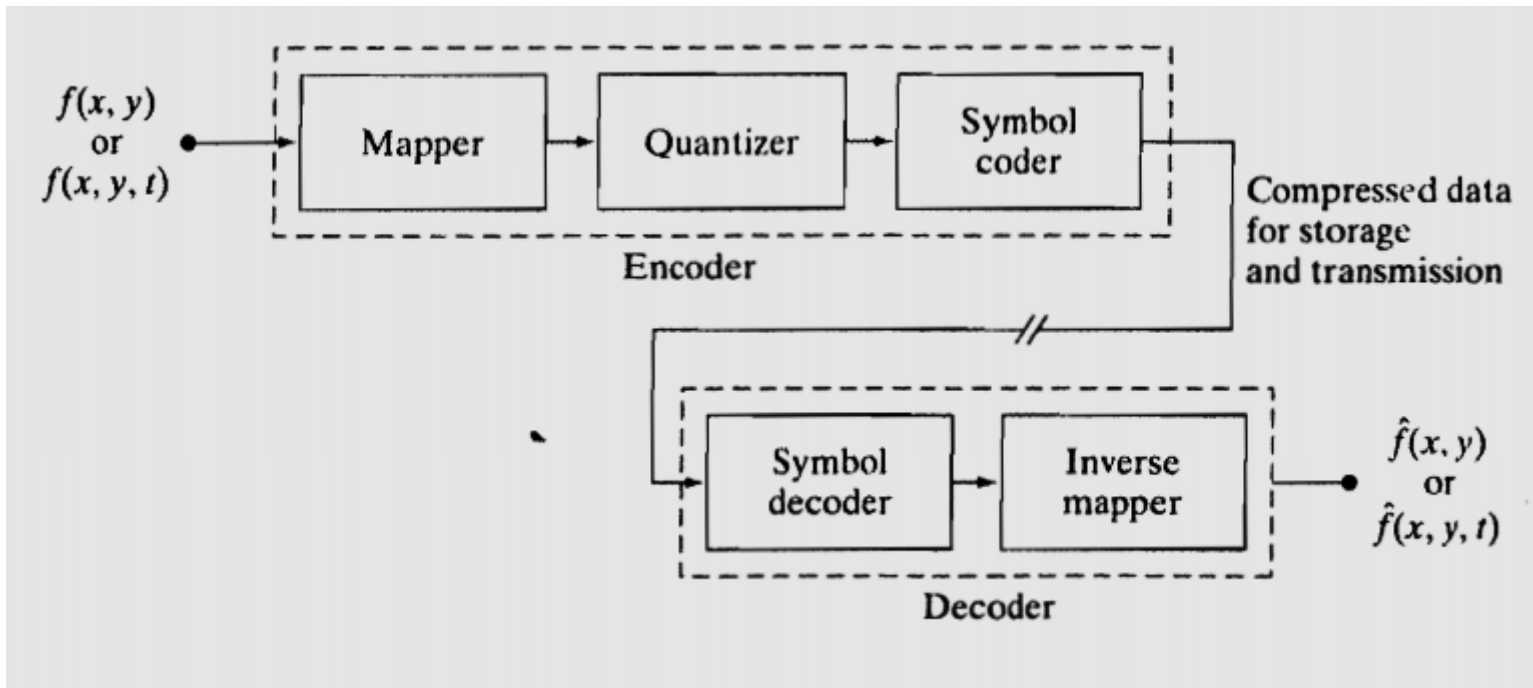 f(x, y)
or
f(x, y, t)
Mapper
Quantizer
Symbol
coder
Encoder
Compressed data
for storage
and transmission
Symbol
decoder
Inverse
mapper
Decoder
f̂(x, y)
or
f̂(x, y, t)